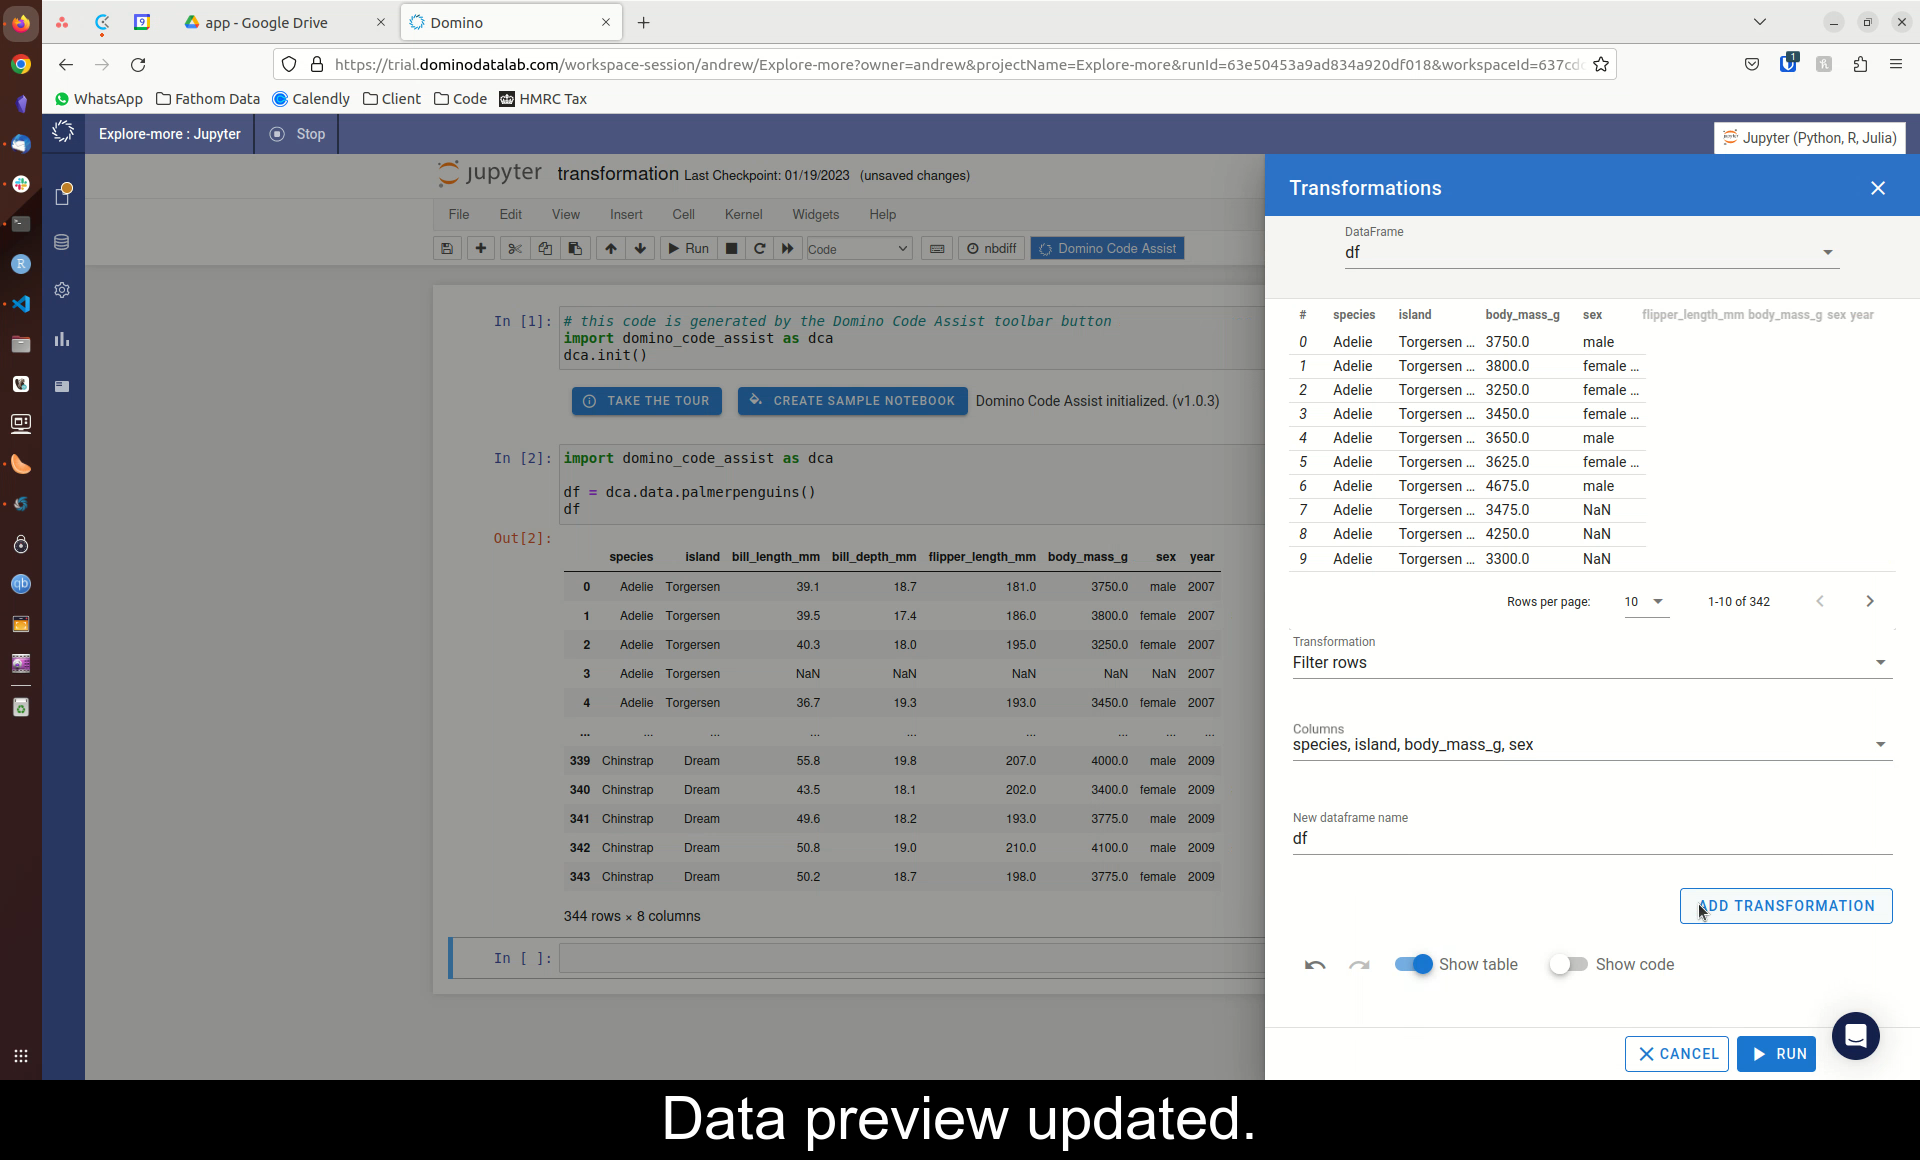 app - Google Drive
Domino
https://trial.dominodatalab.com/workspace-session/andrew/Explore-more?owner=andrew&projectName=Explore-more&runId=63e50453a9ad834a920df018&workspaceId=637cd
WhatsApp Fathom Data Calendly Client Code HMRC Tax
Explore-more : Jupyter Stop
Jupyter (Python, R, Julia)
jupyter transformation Last Checkpoint: 01/19/2023 (unsaved changes)
File Edit View Insert Cell Kernel Widgets Help
Run Code nbdiff Domino Code Assist
In [1]: # this code is generated by the Domino Code Assist toolbar button
import domino_code_assist as dca
dca.init()
TAKE THE TOUR CREATE SAMPLE NOTEBOOK Domino Code Assist initialized. (v1.0.3)
In [2]: import domino_code_assist as dca
df = dca.data.palmerpenguins()
df
Out[2]:
species island bill_length_mm bill_depth_mm flipper_length_mm body_mass_g sex year
0 Adelie Torgersen 39.1 18.7 181.0 3750.0 male 2007
1 Adelie Torgersen 39.5 17.4 186.0 3800.0 female 2007
2 Adelie Torgersen 40.3 18.0 195.0 3250.0 female 2007
3 Adelie Torgersen NaN NaN NaN NaN NaN 2007
4 Adelie Torgersen 36.7 19.3 193.0 3450.0 female 2007
... ... ... ... ... ... ... ... ...
339 Chinstrap Dream 55.8 19.8 207.0 4000.0 male 2009
340 Chinstrap Dream 43.5 18.1 202.0 3400.0 female 2009
341 Chinstrap Dream 49.6 18.2 193.0 3775.0 male 2009
342 Chinstrap Dream 50.8 19.0 210.0 4100.0 male 2009
343 Chinstrap Dream 50.2 18.7 198.0 3775.0 female 2009
344 rows × 8 columns
In [ ]:
Transformations
DataFrame
df
# species island body_mass_g sex flipper_length_mm body_mass_g sex year
0 Adelie Torgersen ... 3750.0 male
1 Adelie Torgersen ... 3800.0 female ...
2 Adelie Torgersen ... 3250.0 female ...
3 Adelie Torgersen ... 3450.0 female ...
4 Adelie Torgersen ... 3650.0 male
5 Adelie Torgersen ... 3625.0 female ...
6 Adelie Torgersen ... 4675.0 male
7 Adelie Torgersen ... 3475.0 NaN
8 Adelie Torgersen ... 4250.0 NaN
9 Adelie Torgersen ... 3300.0 NaN
Rows per page: 10 1-10 of 342
Transformation
Filter rows
Columns
species, island, body_mass_g, sex
New dataframe name
df
ADD TRANSFORMATION
Show table Show code
CANCEL RUN
Data preview updated.